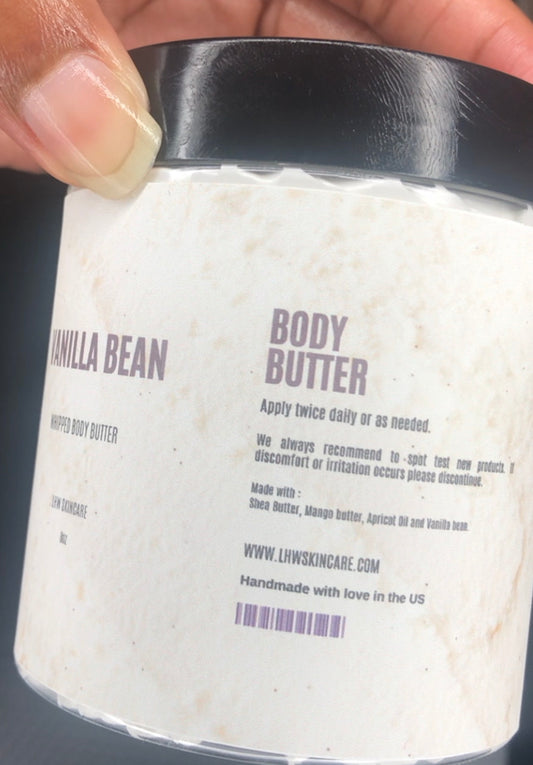 VANILLA BEAN
WHIPPED BODY BUTTER
LHW SKINCARE
8oz
BODY
BUTTER
Apply twice daily or as needed.
We always recommend to spot test new products. If
discomfort or irritation occurs please discontinue.
Made with :
Shea Butter, Mango butter, Apricot Oil and Vanilla bean.
WWW.LHWSKINCARE.COM
Handmade with love in the US